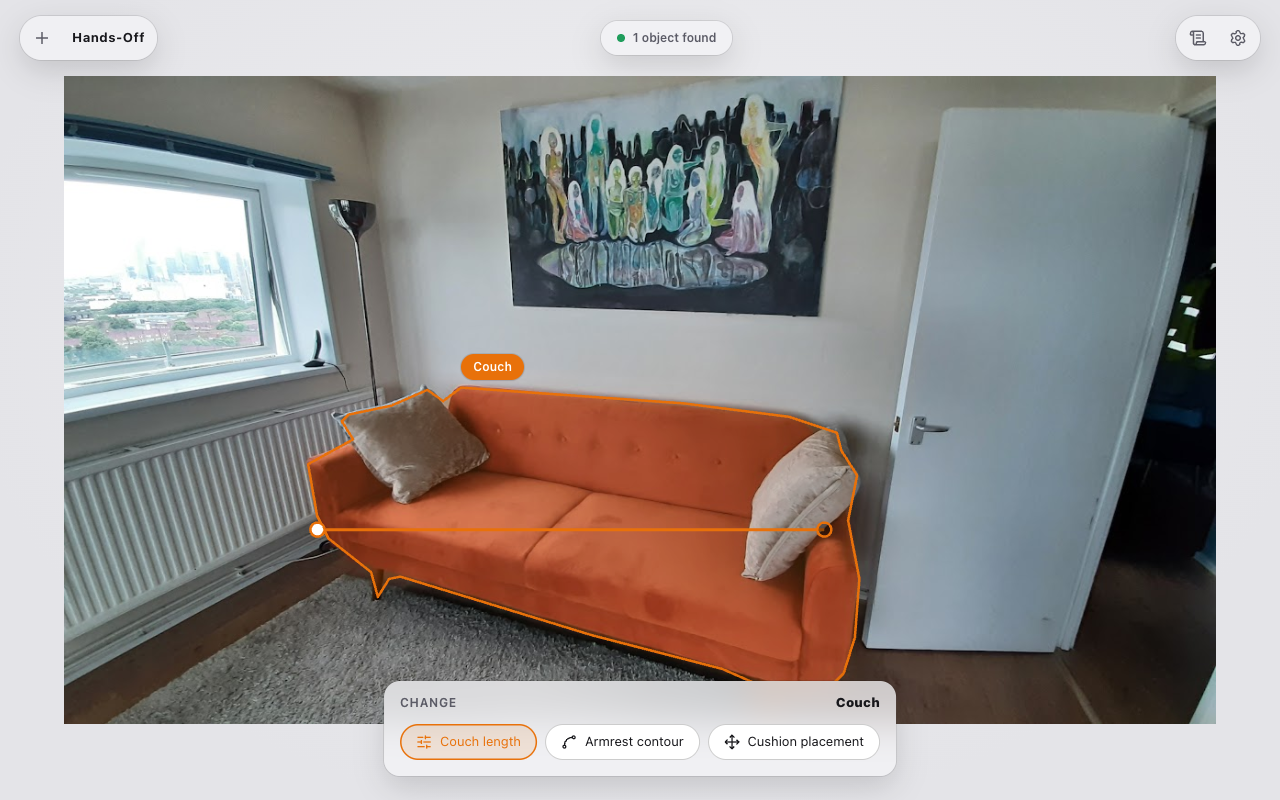 Hands-Off
1 object found
Couch
CHANGE
Couch
Couch length
Armrest contour
Cushion placement